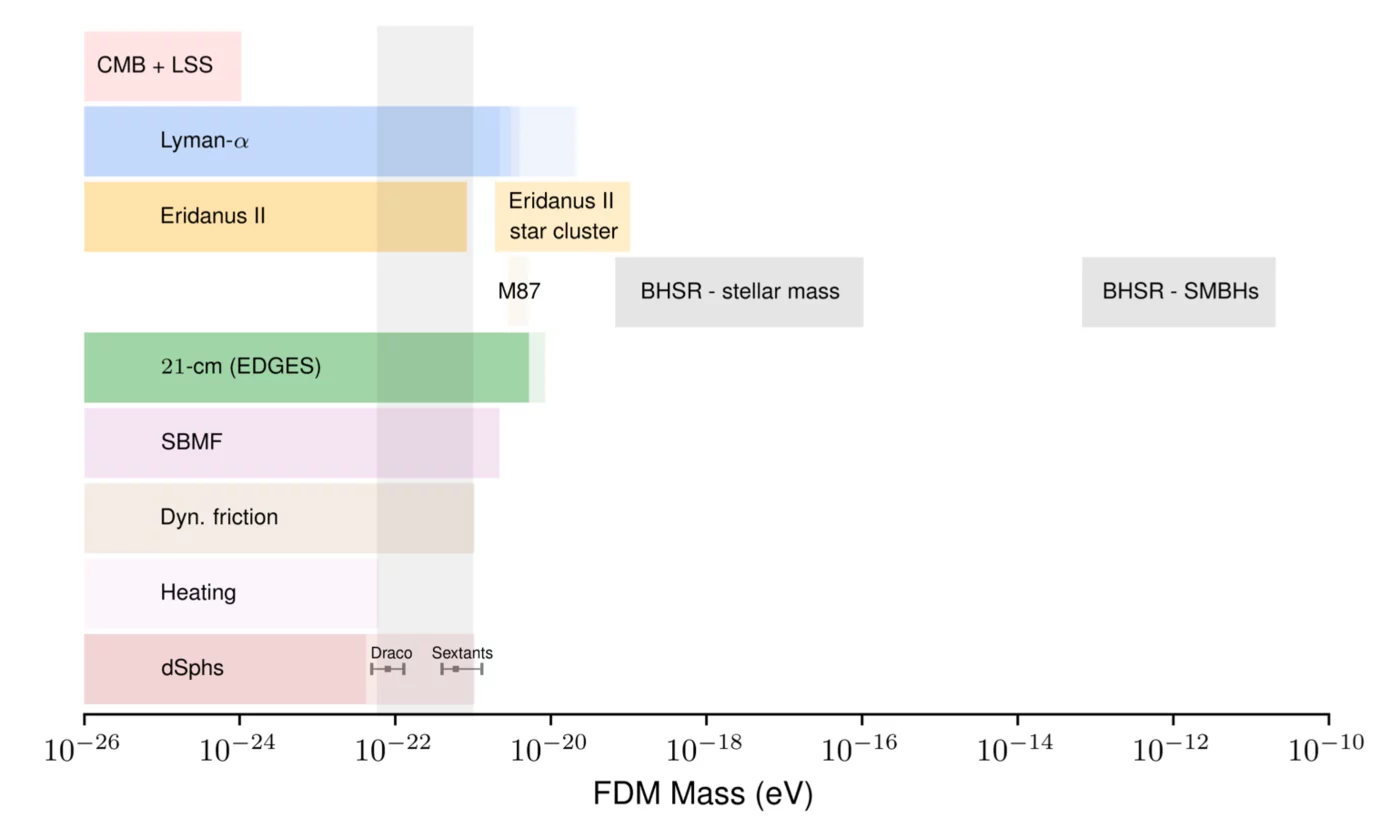 CMB + LSS
Lyman-α
Eridanus II
Eridanus II
star cluster
M87
BHSR - stellar mass
BHSR - SMBHs
21-cm (EDGES)
SBMF
Dyn. friction
Heating
dSphs
Draco
Sextants
10⁻²⁶ 10⁻²⁴ 10⁻²² 10⁻²⁰ 10⁻¹⁸ 10⁻¹⁶ 10⁻¹⁴ 10⁻¹² 10⁻¹⁰
FDM Mass (eV)